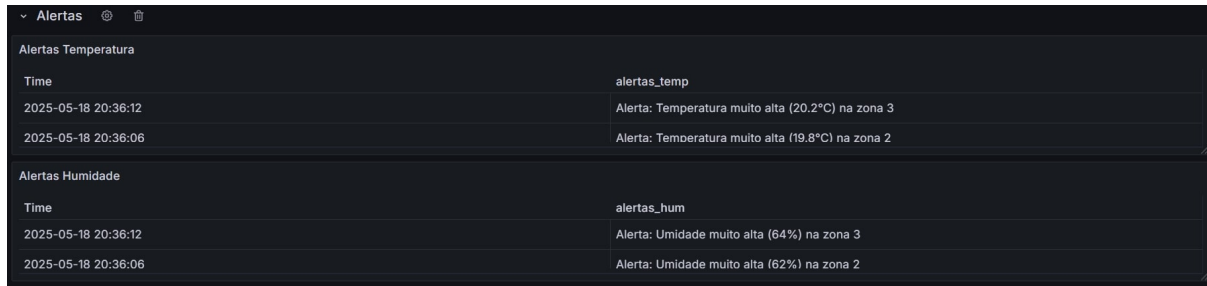 Alertas
Alertas Temperatura
Time alertas_temp
2025-05-18 20:36:12 Alerta: Temperatura muito alta (20.2°C) na zona 3
2025-05-18 20:36:06 Alerta: Temperatura muito alta (19.8°C) na zona 2
Alertas Humidade
Time alertas_hum
2025-05-18 20:36:12 Alerta: Umidade muito alta (64%) na zona 3
2025-05-18 20:36:06 Alerta: Umidade muito alta (62%) na zona 2